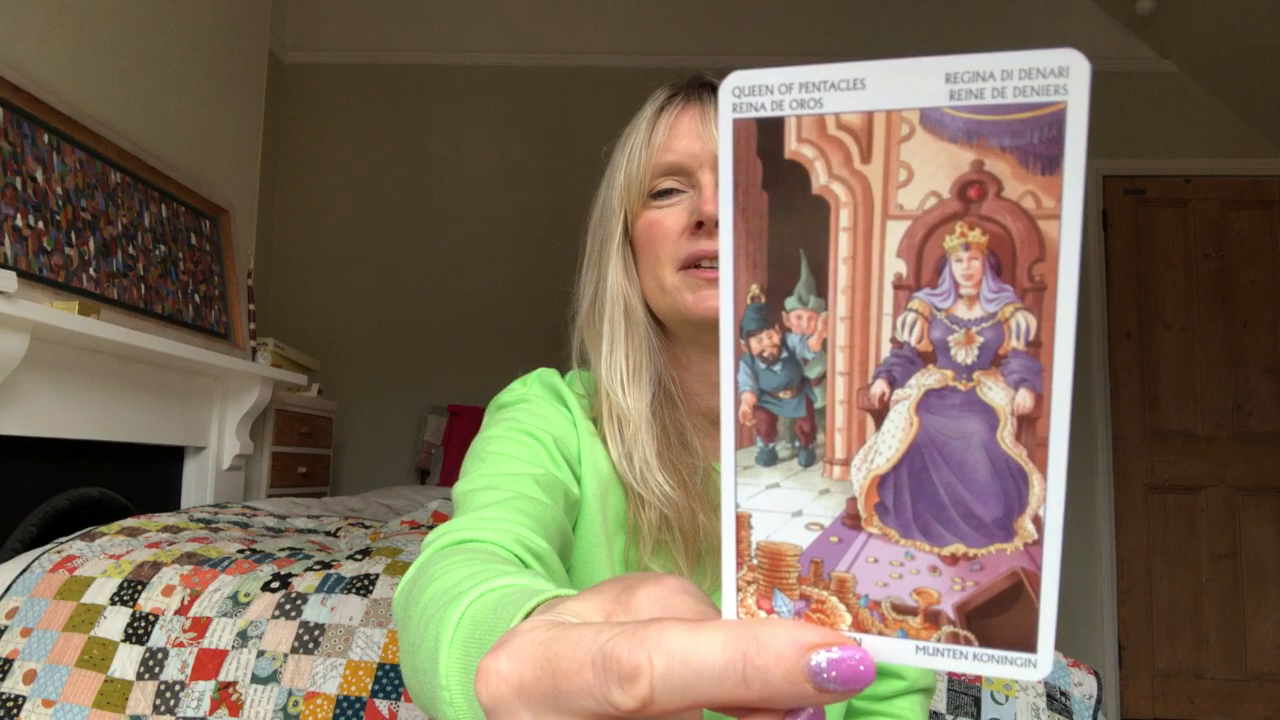 QUEEN OF PENTACLES
REINA DE OROS
REGINA DI DENARI
REINE DE DENIERS
MUNTEN KONINGIN